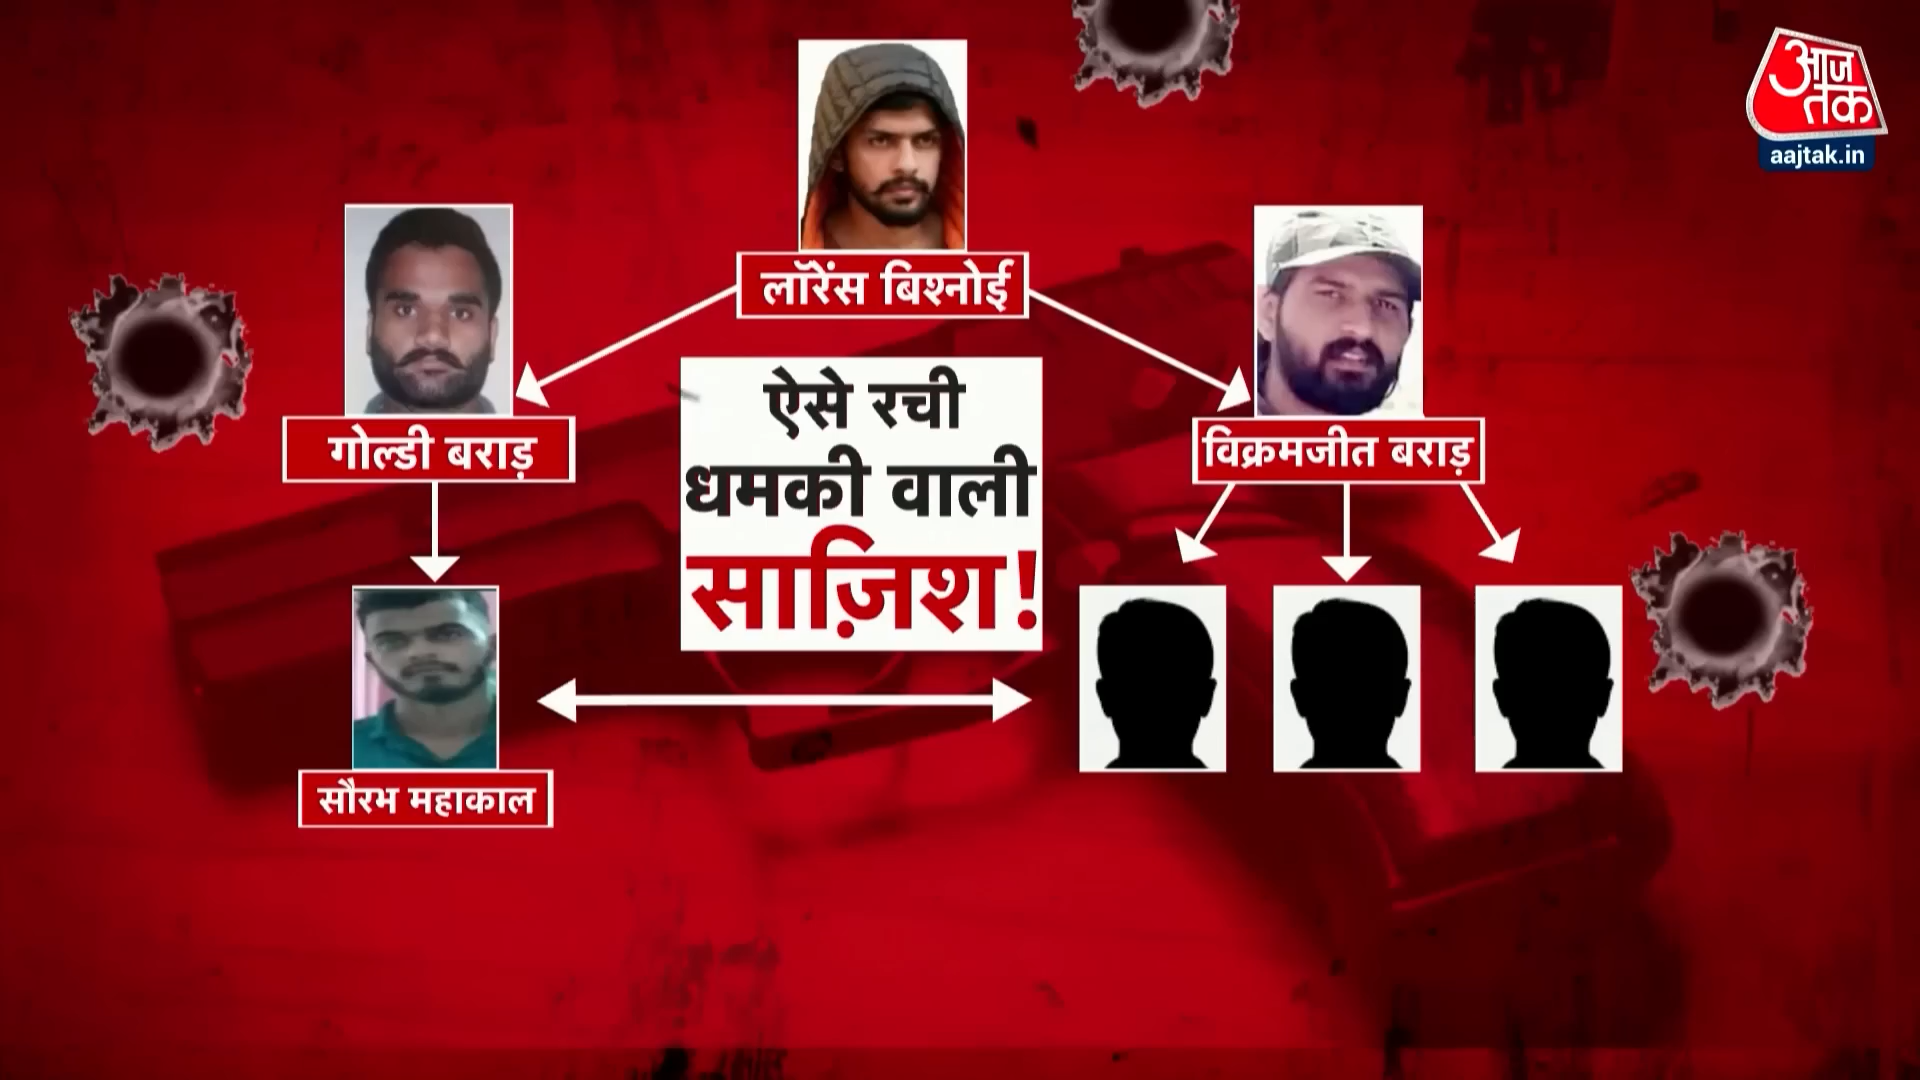 आज
तक
aajtak.in
लॉरेंस बिश्नोई
गोल्डी बराड़
विक्रमजीत बराड़
ऐसे रची
धमकी वाली
साज़िश!
सौरभ महाकाल